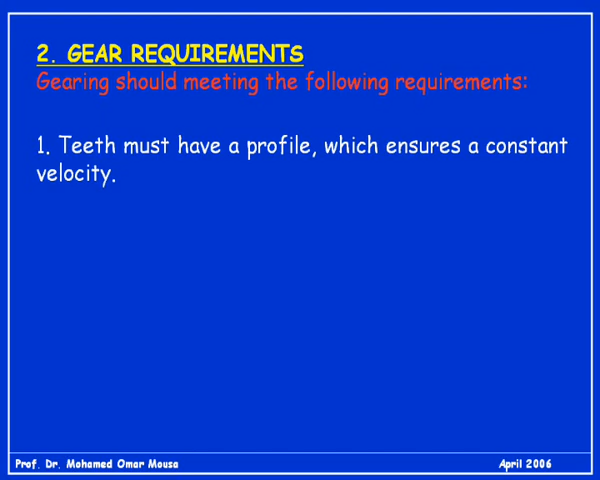 2. GEAR REQUIREMENTS
Gearing should meeting the following requirements:
1. Teeth must have a profile, which ensures a constant
velocity.
Prof. Dr. Mohamed Omar Mousa
April 2006